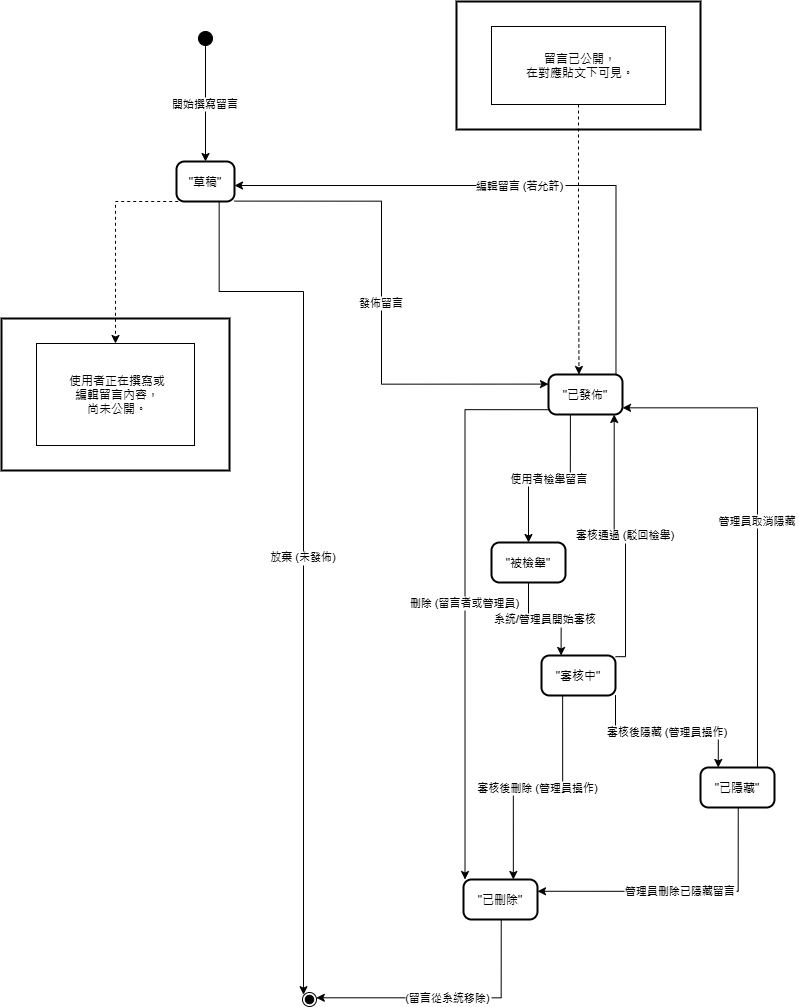 留言已公開，
在對應貼文下可見。
開始撰寫留言
"草稿"
編輯留言 (若允許)
發佈留言
使用者正在撰寫或
編輯留言內容，
尚未公開。
"已發佈"
使用者檢舉留言
管理員取消隱藏
審核通過 (駁回檢舉)
放棄 (未發佈)
"被檢舉"
刪除 (留言者或管理員)
系統/管理員開始審核
"審核中"
審核後隱藏 (管理員操作)
審核後刪除 (管理員操作)
"已隱藏"
管理員刪除已隱藏留言
"已刪除"
(留言從系統移除)